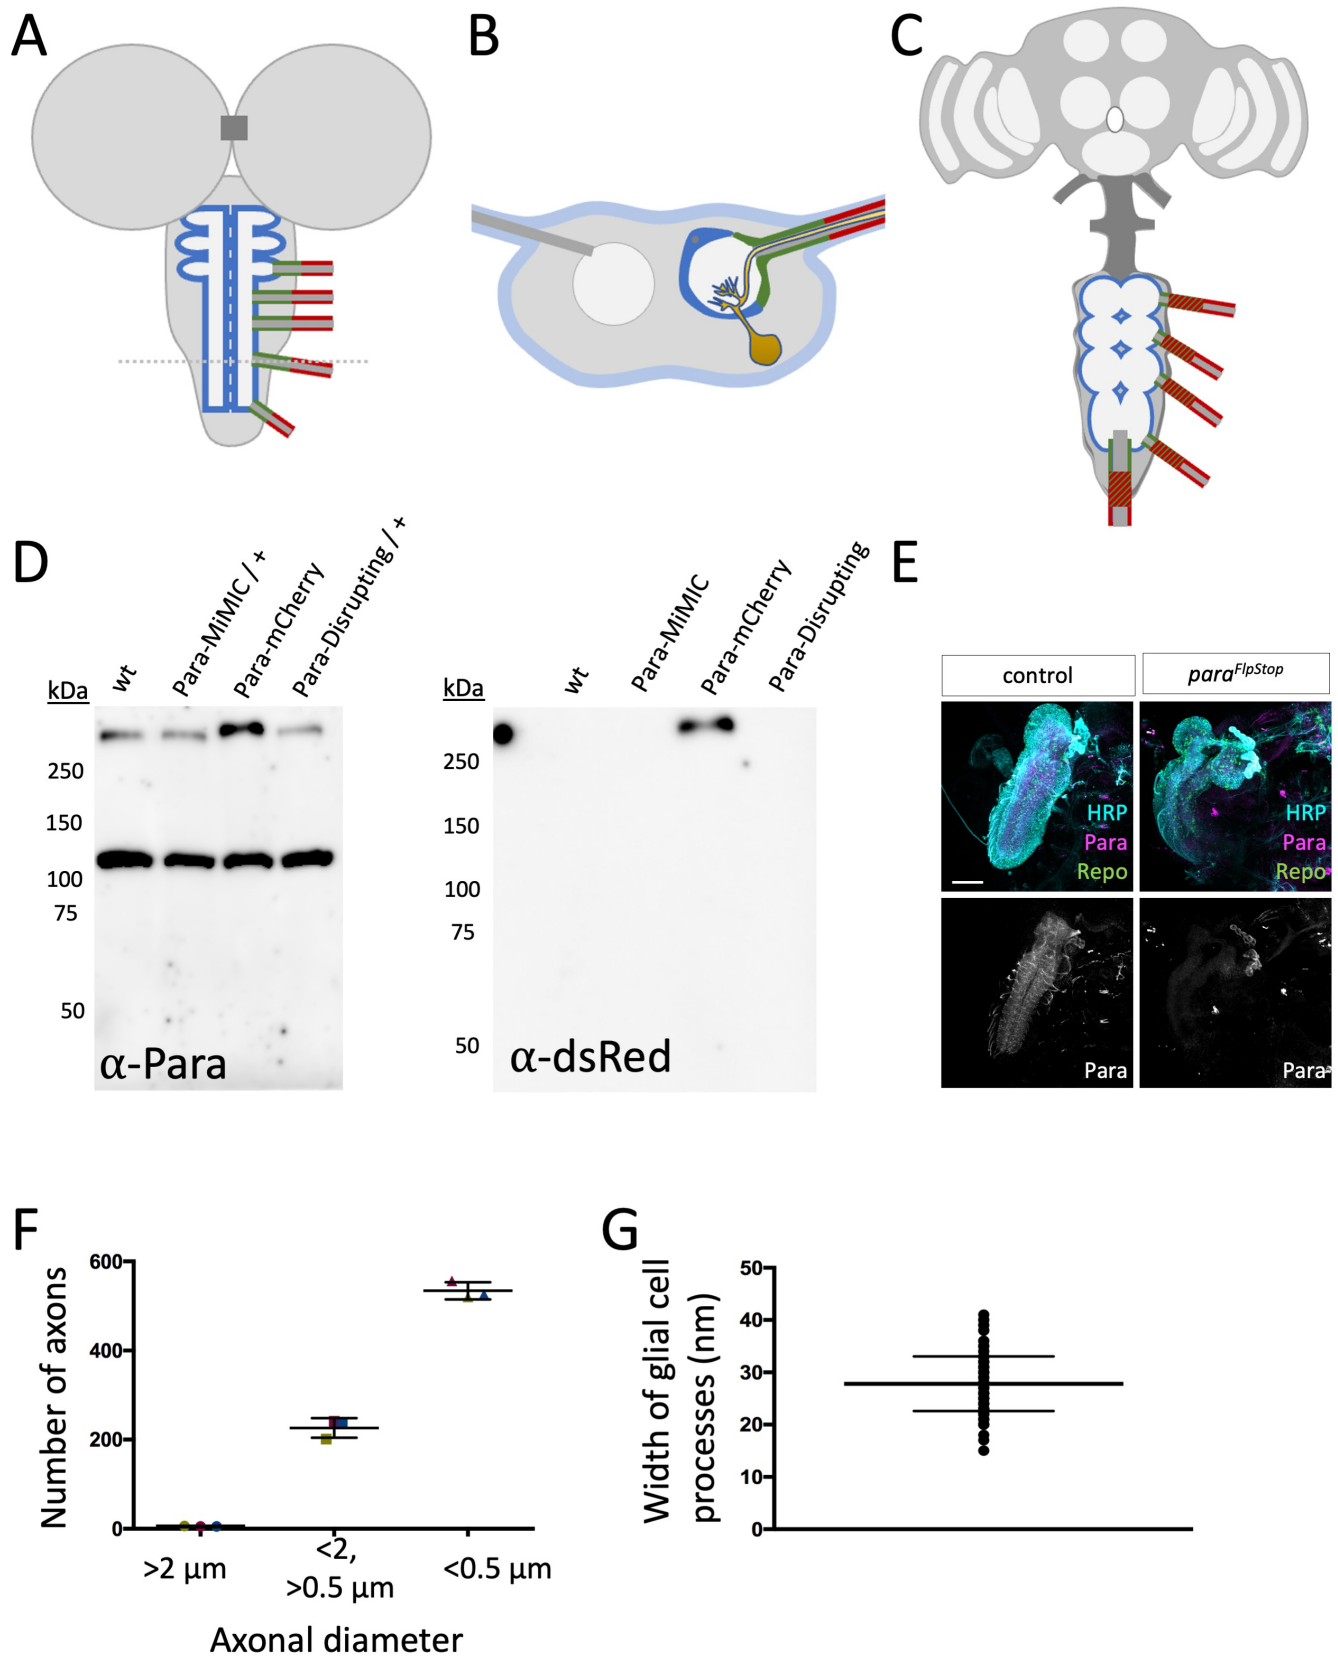 A
B
C
D
kDa
wt
Para-MiMIC / +
Para-mCherry
Para-Disrupting / +
250
150
100
75
50
α-Para
kDa
wt
Para-MiMIC
Para-mCherry
Para-Disrupting
250
150
100
75
50
α-dsRed
E
control
para^FlpStop
HRP
Para
Repo
HRP
Para
Repo
Para
Para
F
Number of axons
600
400
200
0
>2 µm
<2,
>0.5 µm
<0.5 µm
Axonal diameter
G
Width of glial cell
processes (nm)
50
40
30
20
10
0